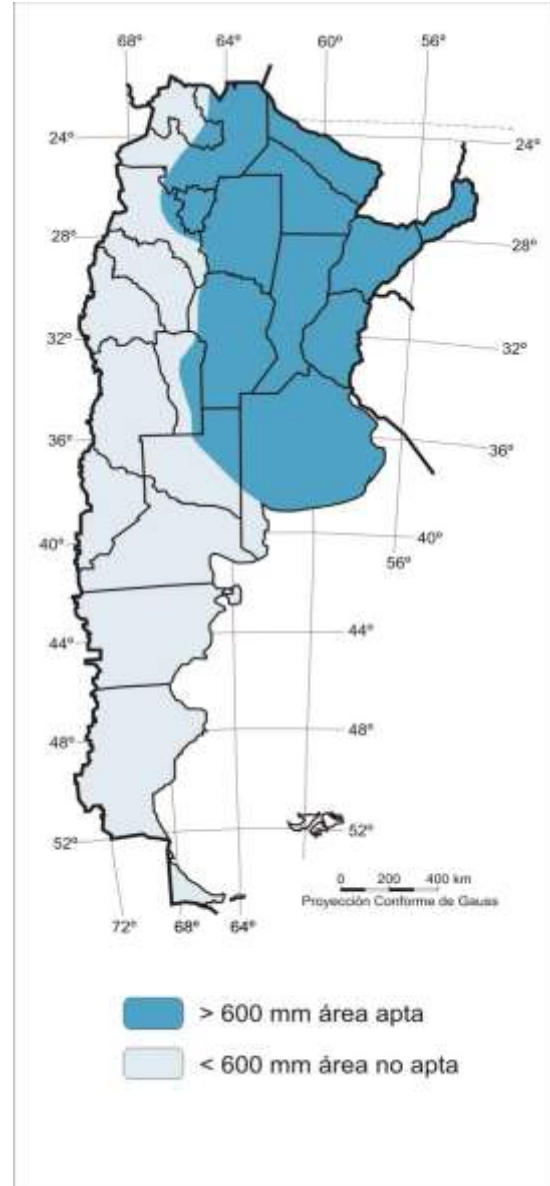 68º 64º 60º 56º
24º 24º
28º 28º
32º 32º
36º 36º
40º 40º
56º
44º 44º
48º 48º
52º 52º
0 200 400 km
Proyección Conforme de Gauss
72º 68º 64º
> 600 mm área apta
< 600 mm área no apta